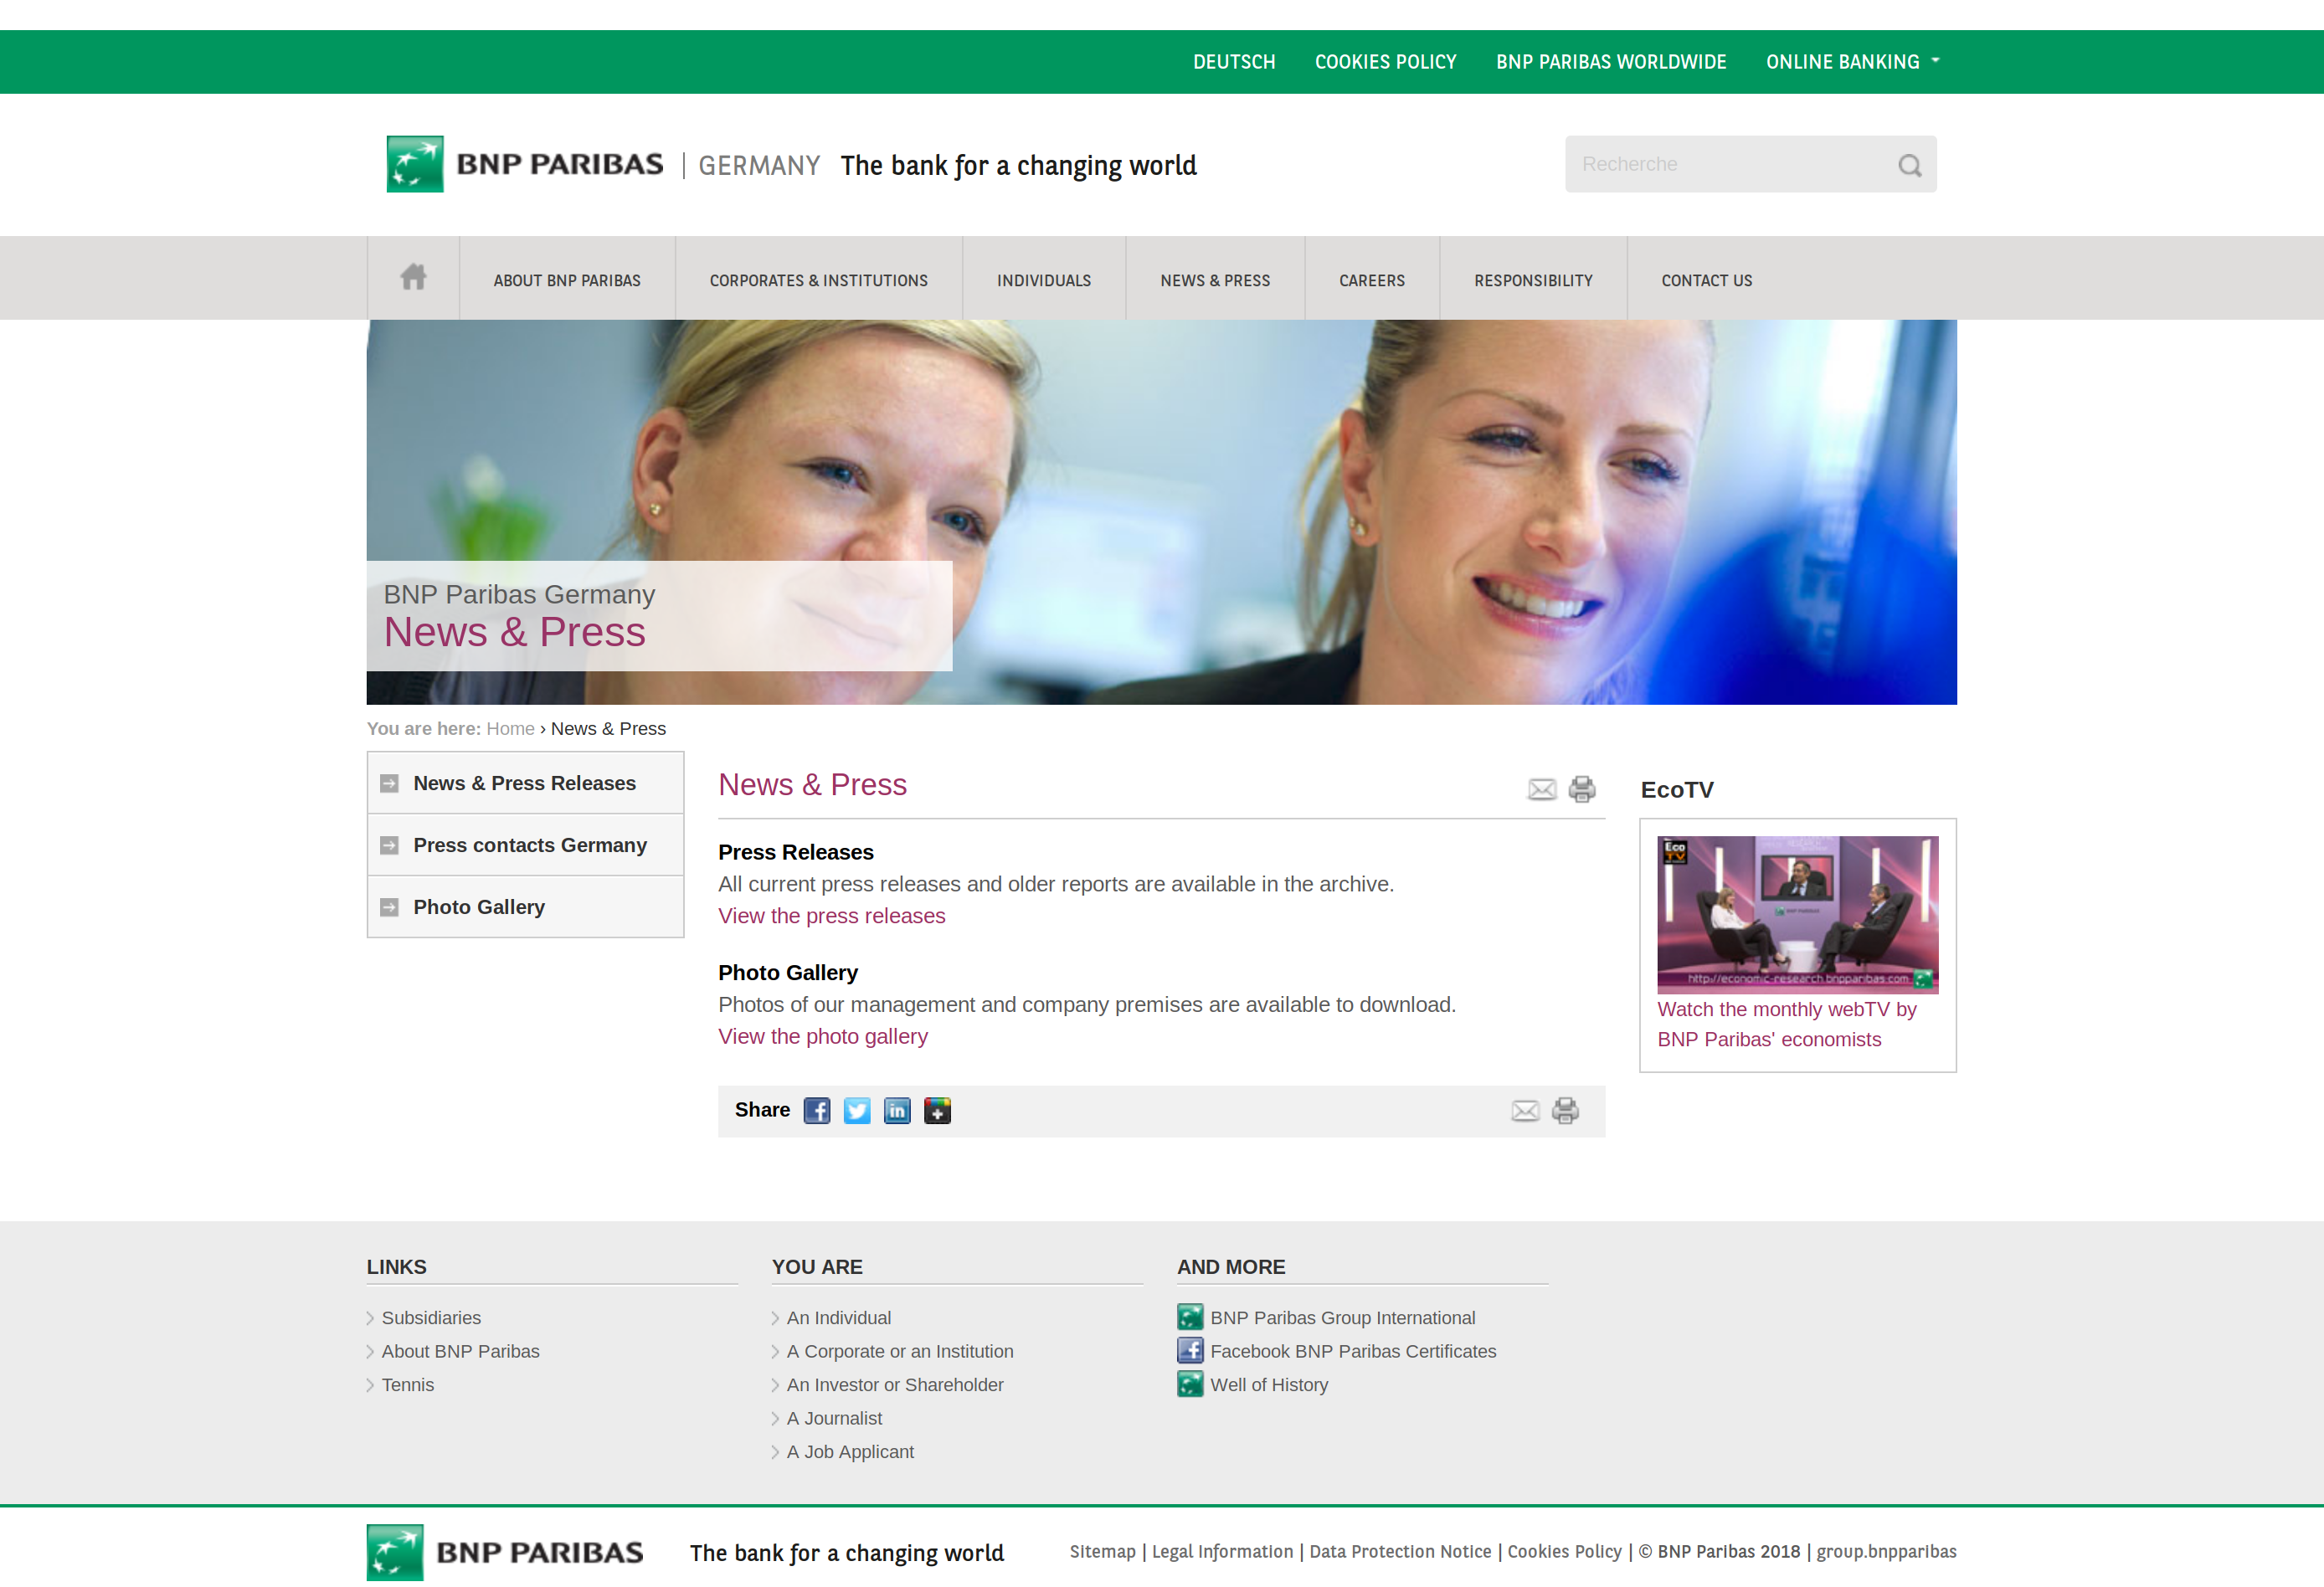 DEUTSCH COOKIES POLICY BNP PARIBAS WORLDWIDE ONLINE BANKING
BNP PARIBAS GERMANY The bank for a changing world
Recherche
ABOUT BNP PARIBAS CORPORATES & INSTITUTIONS INDIVIDUALS NEWS & PRESS CAREERS RESPONSIBILITY CONTACT US
BNP Paribas Germany
News & Press
You are here: Home › News & Press
News & Press Releases
Press contacts Germany
Photo Gallery
News & Press
Press Releases
All current press releases and older reports are available in the archive.
View the press releases
Photo Gallery
Photos of our management and company premises are available to download.
View the photo gallery
Share
EcoTV
Eco
TV
BNP PARIBAS
http://economic-research.bnpparibas.com
Watch the monthly webTV by
BNP Paribas' economists
LINKS
Subsidiaries
About BNP Paribas
Tennis
YOU ARE
An Individual
A Corporate or an Institution
An Investor or Shareholder
A Journalist
A Job Applicant
AND MORE
BNP Paribas Group International
Facebook BNP Paribas Certificates
Well of History
BNP PARIBAS The bank for a changing world
Sitemap | Legal Information | Data Protection Notice | Cookies Policy | © BNP Paribas 2018 | group.bnpparibas